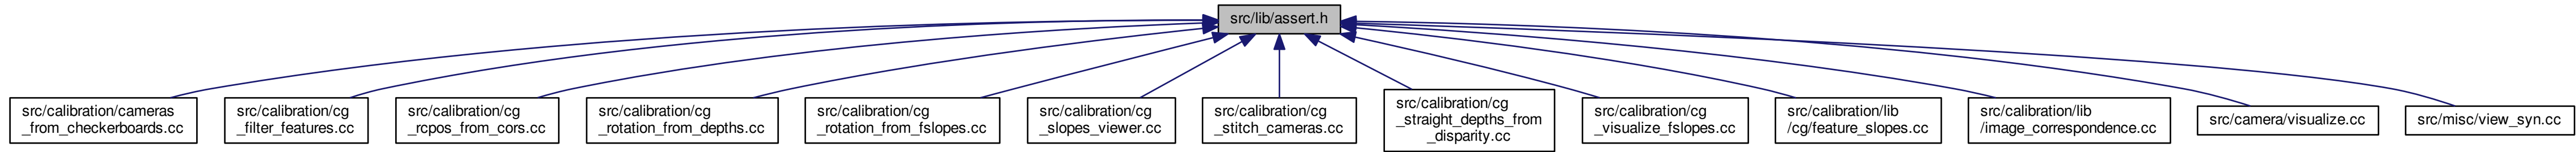 src/lib/assert.h
src/calibration/cameras
_from_checkerboards.cc
src/calibration/cg
_filter_features.cc
src/calibration/cg
_rcpos_from_cors.cc
src/calibration/cg
_rotation_from_depths.cc
src/calibration/cg
_rotation_from_fslopes.cc
src/calibration/cg
_slopes_viewer.cc
src/calibration/cg
_stitch_cameras.cc
src/calibration/cg
_straight_depths_from
_disparity.cc
src/calibration/cg
_visualize_fslopes.cc
src/calibration/lib
/cg/feature_slopes.cc
src/calibration/lib
/image_correspondence.cc
src/camera/visualize.cc
src/misc/view_syn.cc